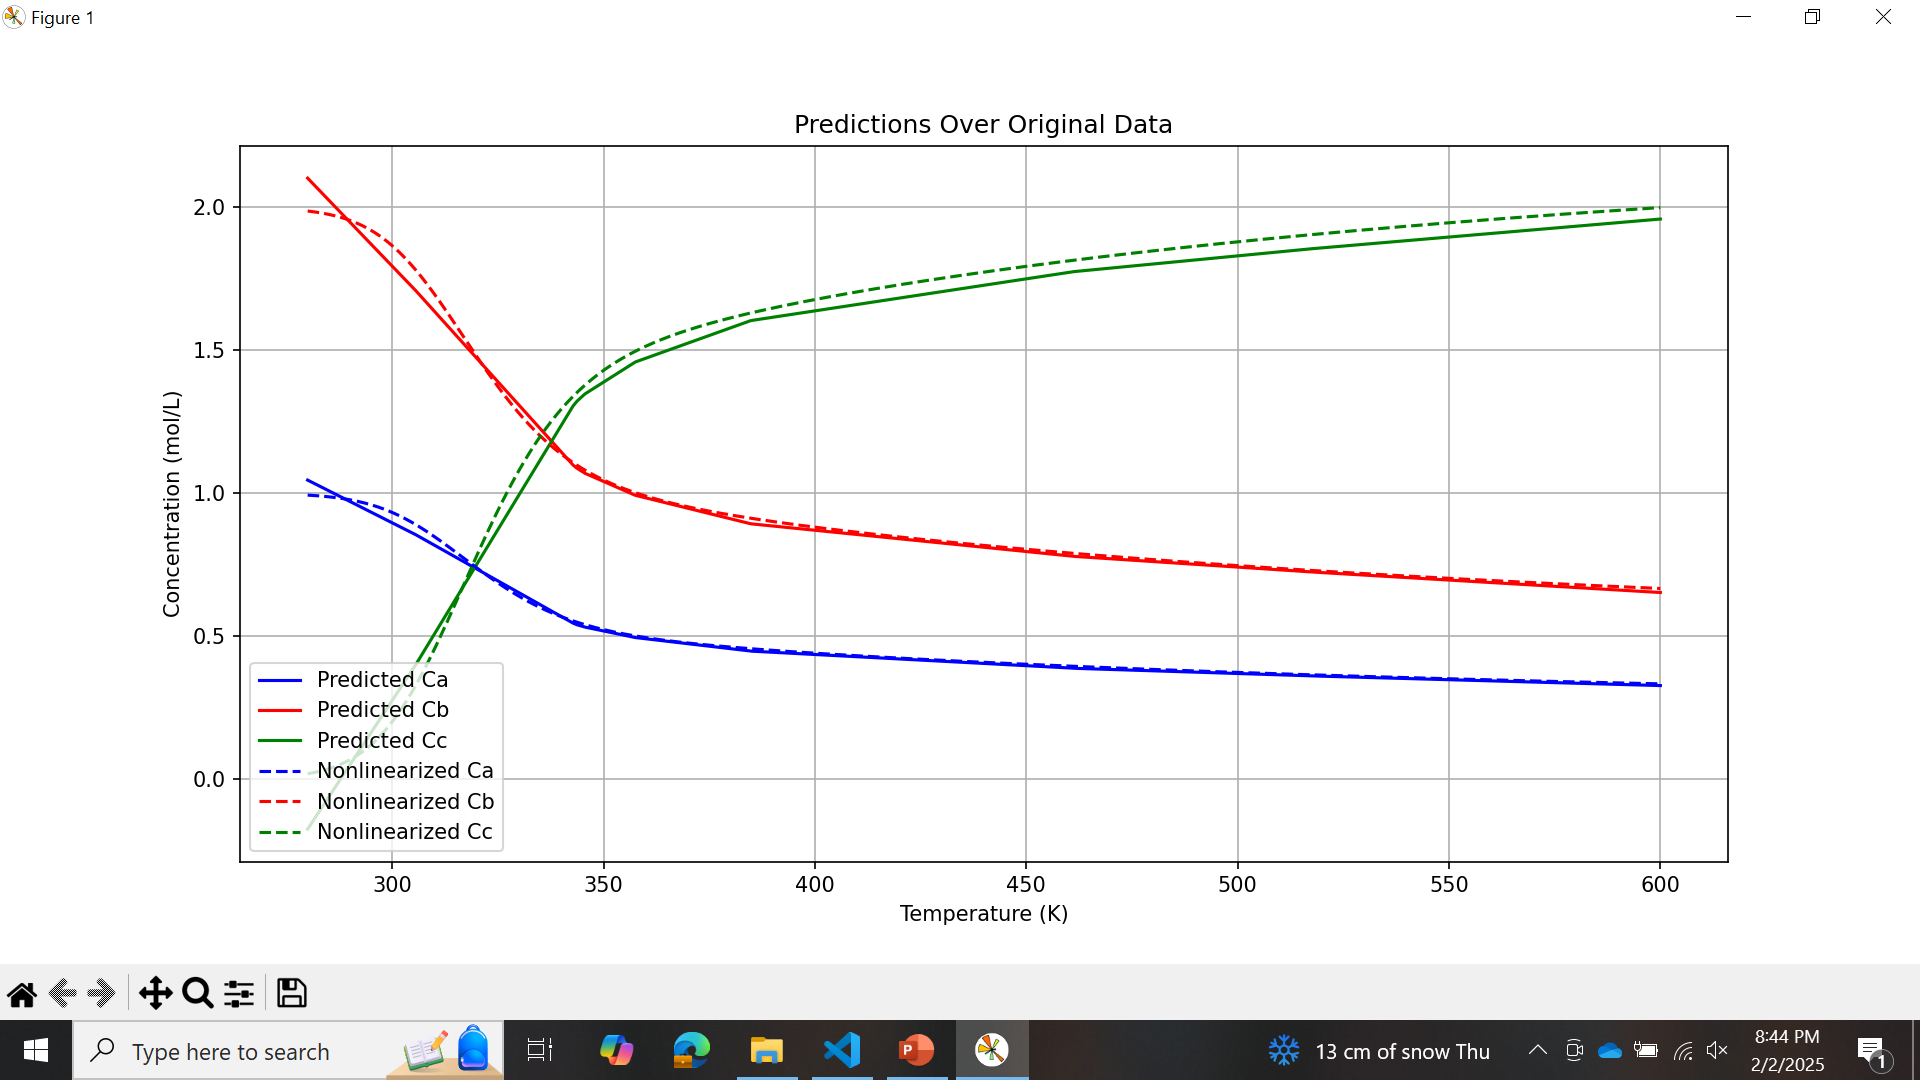 Figure 1
Predictions Over Original Data
Concentration (mol/L)
2.0
1.5
1.0
0.5
0.0
Predicted Ca
Predicted Cb
Predicted Cc
Nonlinearized Ca
Nonlinearized Cb
Nonlinearized Cc
300 350 400 450 500 550 600
Temperature (K)
Type here to search
P
13 cm of snow Thu
8:44 PM
2/2/2025
1